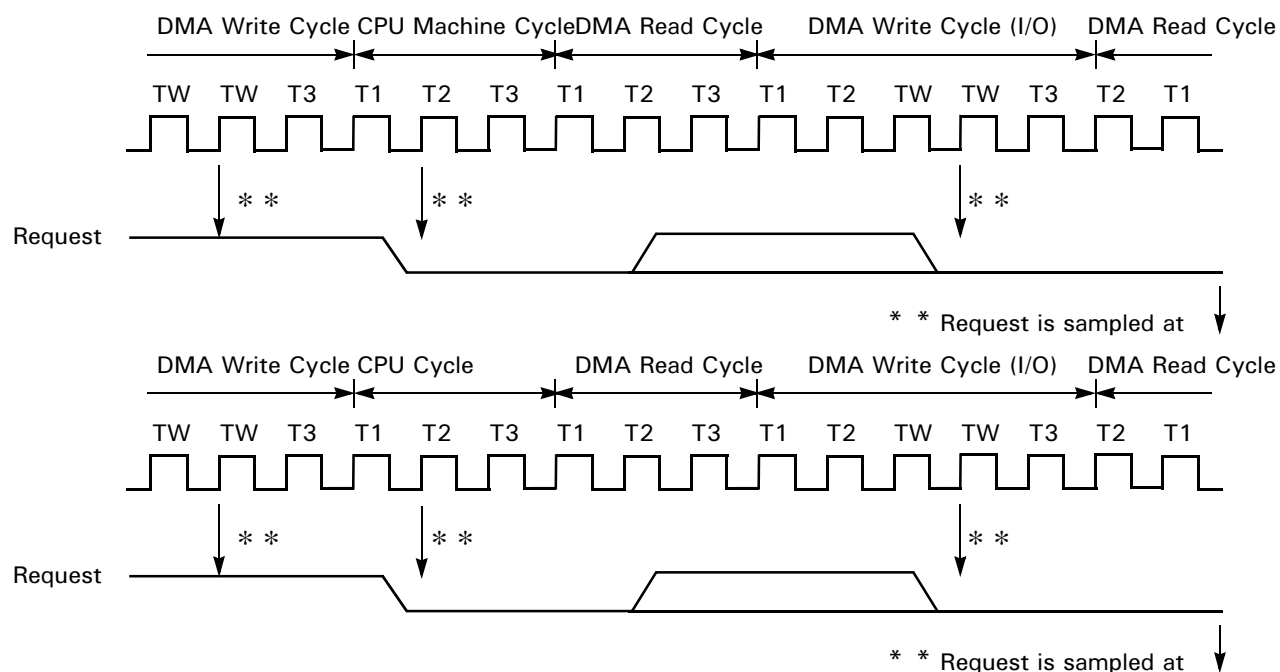 DMA Write Cycle CPU Machine CycleDMA Read Cycle DMA Write Cycle (I/O) DMA Read Cycle
TW TW T3 T1 T2 T3 T1 T2 T3 T1 T2 TW TW T3 T2 T1
* * * * * *
Request
* * Request is sampled at
DMA Write Cycle CPU Cycle DMA Read Cycle DMA Write Cycle (I/O) DMA Read Cycle
TW TW T3 T1 T2 T3 T1 T2 T3 T1 T2 TW TW T3 T2 T1
* * * * * *
Request
* * Request is sampled at